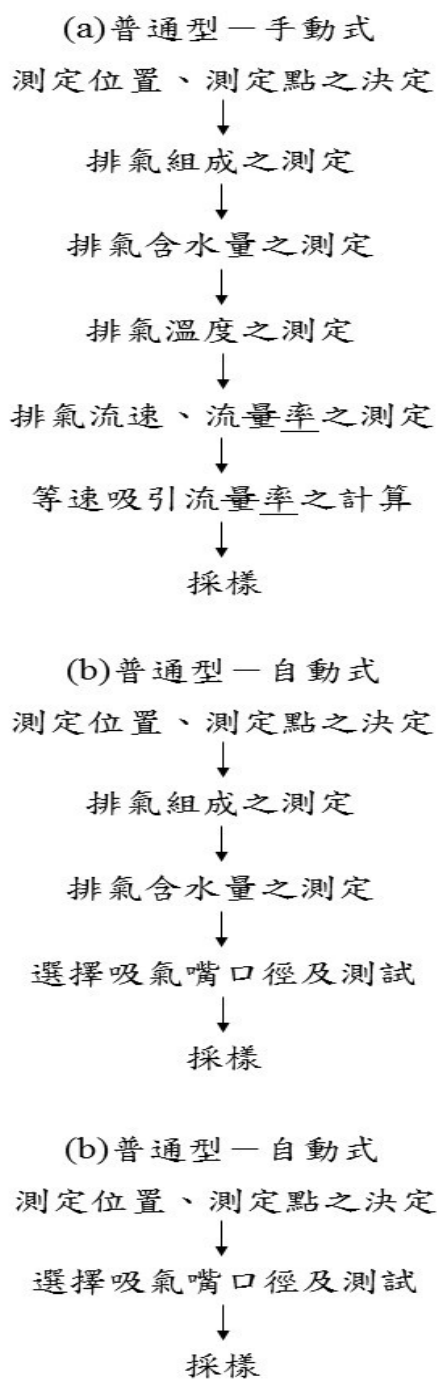 (a)普通型－手動式
測定位置、測定點之決定
排氣組成之測定
排氣含水量之測定
排氣溫度之測定
排氣流速、流量率之測定
等速吸引流量率之計算
採樣
(b)普通型－自動式
測定位置、測定點之決定
排氣組成之測定
排氣含水量之測定
選擇吸氣嘴口徑及測試
採樣
(b)普通型－自動式
測定位置、測定點之決定
選擇吸氣嘴口徑及測試
採樣